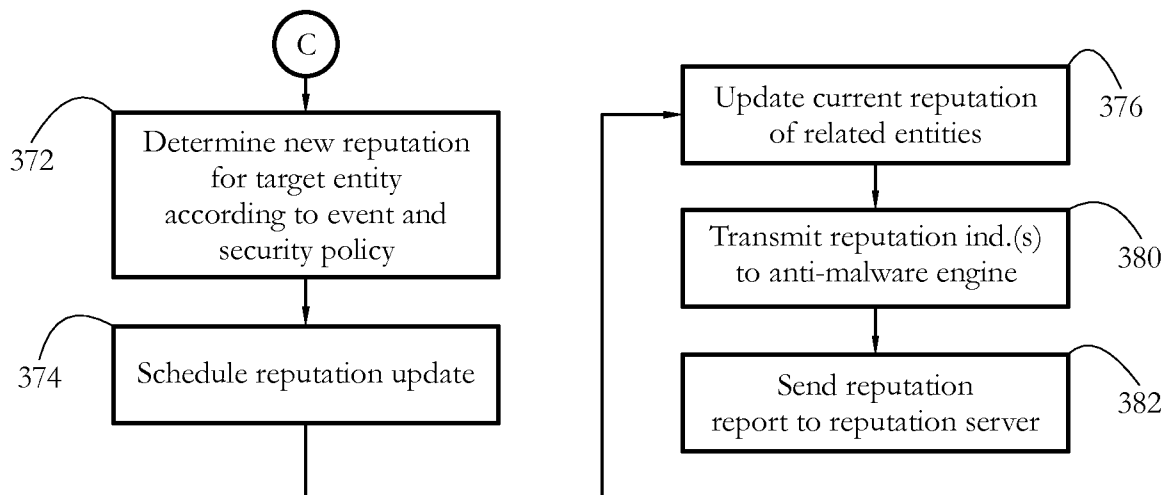 C
372
Determine new reputation
for target entity
according to event and
security policy
374
Schedule reputation update
Update current reputation
of related entities
376
Transmit reputation ind.(s)
to anti-malware engine
380
Send reputation
report to reputation server
382